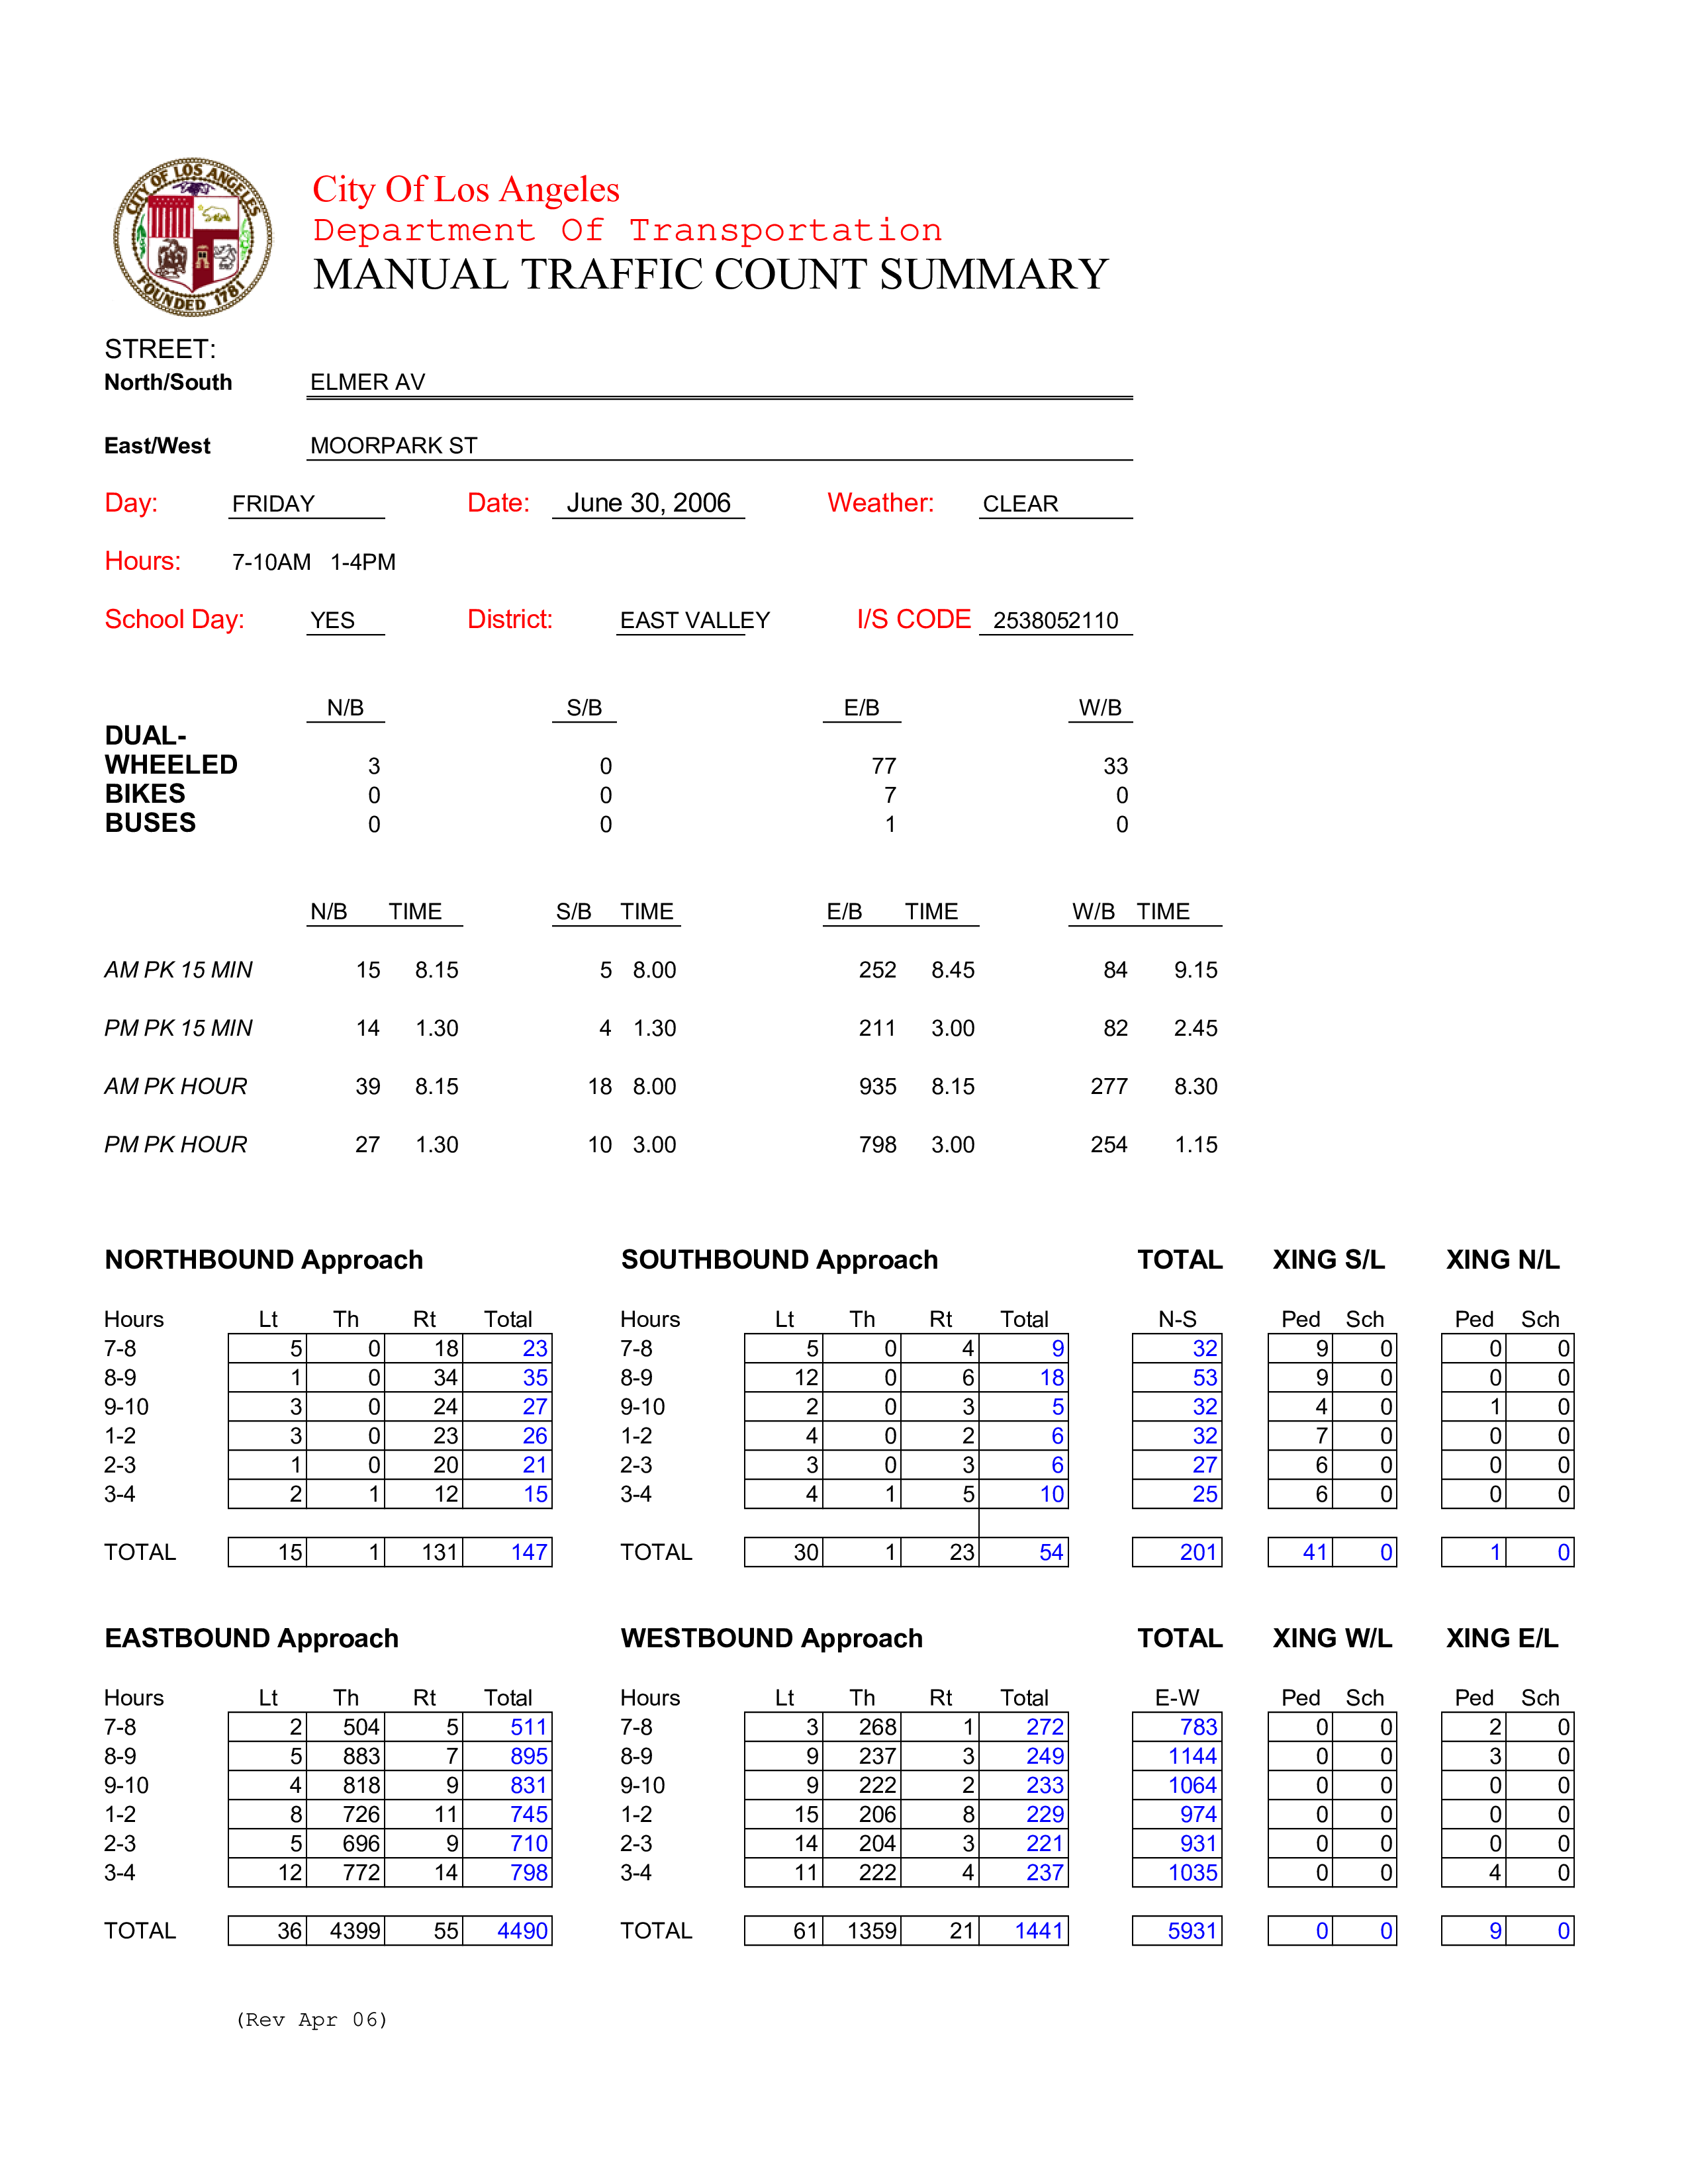 CITY OF LOS ANGELES
FOUNDED 1781
City Of Los Angeles
Department Of Transportation
MANUAL TRAFFIC COUNT SUMMARY
STREET:
North/South ELMER AV
East/West MOORPARK ST
Day: FRIDAY Date: June 30, 2006 Weather: CLEAR
Hours: 7-10AM 1-4PM
School Day: YES District: EAST VALLEY I/S CODE 2538052110
N/B S/B E/B W/B
DUAL-
WHEELED 3 0 77 33
BIKES 0 0 7 0
BUSES 0 0 1 0
N/B TIME S/B TIME E/B TIME W/B TIME
AM PK 15 MIN 15 8.15 5 8.00 252 8.45 84 9.15
PM PK 15 MIN 14 1.30 4 1.30 211 3.00 82 2.45
AM PK HOUR 39 8.15 18 8.00 935 8.15 277 8.30
PM PK HOUR 27 1.30 10 3.00 798 3.00 254 1.15
NORTHBOUND Approach SOUTHBOUND Approach TOTAL XING S/L XING N/L
Hours Lt Th Rt Total Hours Lt Th Rt Total N-S Ped Sch Ped Sch
7-8 5 0 18 23 7-8 5 0 4 9 32 9 0 0 0
8-9 1 0 34 35 8-9 12 0 6 18 53 9 0 0 0
9-10 3 0 24 27 9-10 2 0 3 5 32 4 0 1 0
1-2 3 0 23 26 1-2 4 0 2 6 32 7 0 0 0
2-3 1 0 20 21 2-3 3 0 3 6 27 6 0 0 0
3-4 2 1 12 15 3-4 4 1 5 10 25 6 0 0 0
TOTAL 15 1 131 147 TOTAL 30 1 23 54 201 41 0 1 0
EASTBOUND Approach WESTBOUND Approach TOTAL XING W/L XING E/L
Hours Lt Th Rt Total Hours Lt Th Rt Total E-W Ped Sch Ped Sch
7-8 2 504 5 511 7-8 3 268 1 272 783 0 0 2 0
8-9 5 883 7 895 8-9 9 237 3 249 1144 0 0 3 0
9-10 4 818 9 831 9-10 9 222 2 233 1064 0 0 0 0
1-2 8 726 11 745 1-2 15 206 8 229 974 0 0 0 0
2-3 5 696 9 710 2-3 14 204 3 221 931 0 0 0 0
3-4 12 772 14 798 3-4 11 222 4 237 1035 0 0 4 0
TOTAL 36 4399 55 4490 TOTAL 61 1359 21 1441 5931 0 0 9 0
(Rev Apr 06)